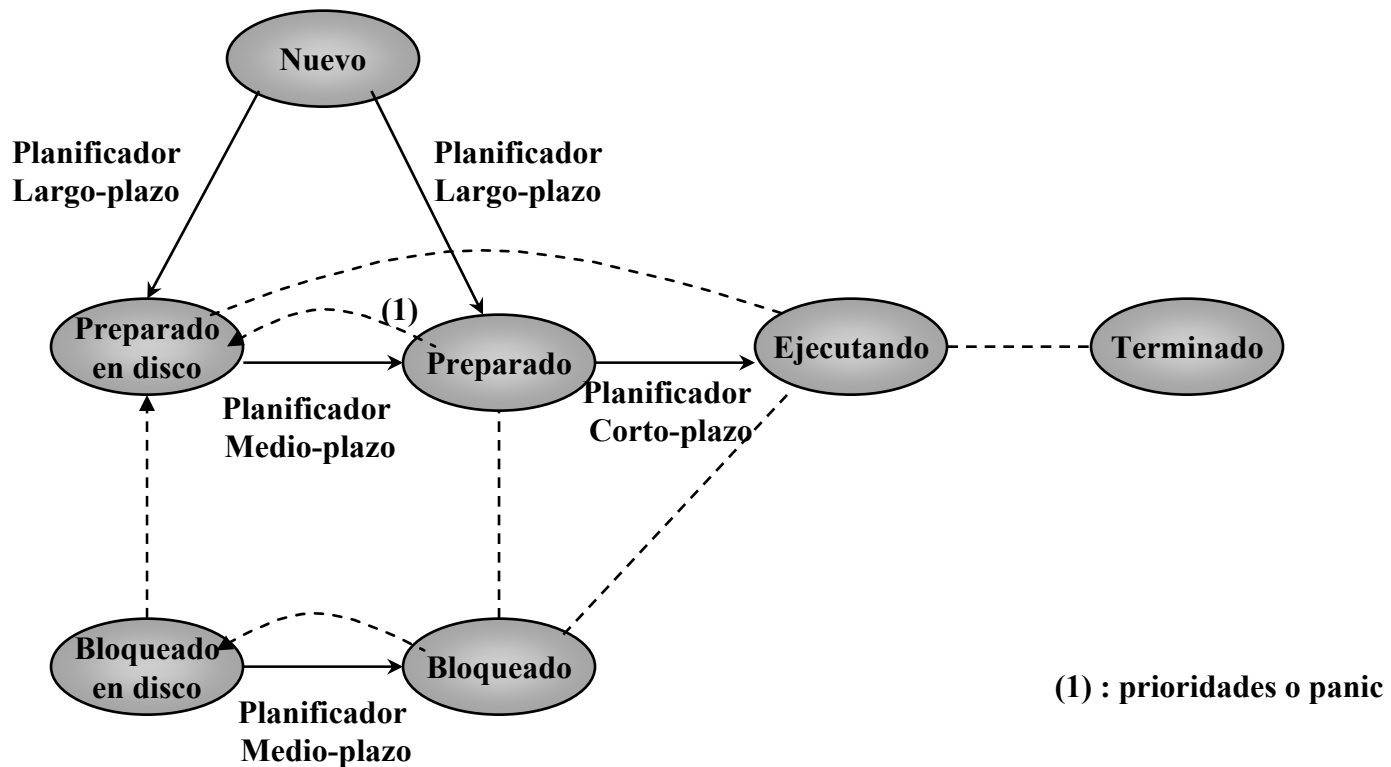 Nuevo
Planificador
Largo-plazo
Planificador
Largo-plazo
(1)
Preparado
en disco
Preparado
Ejecutando
Terminado
Planificador
Medio-plazo
Planificador
Corto-plazo
Bloqueado
en disco
Bloqueado
Planificador
Medio-plazo
(1) : prioridades o panic